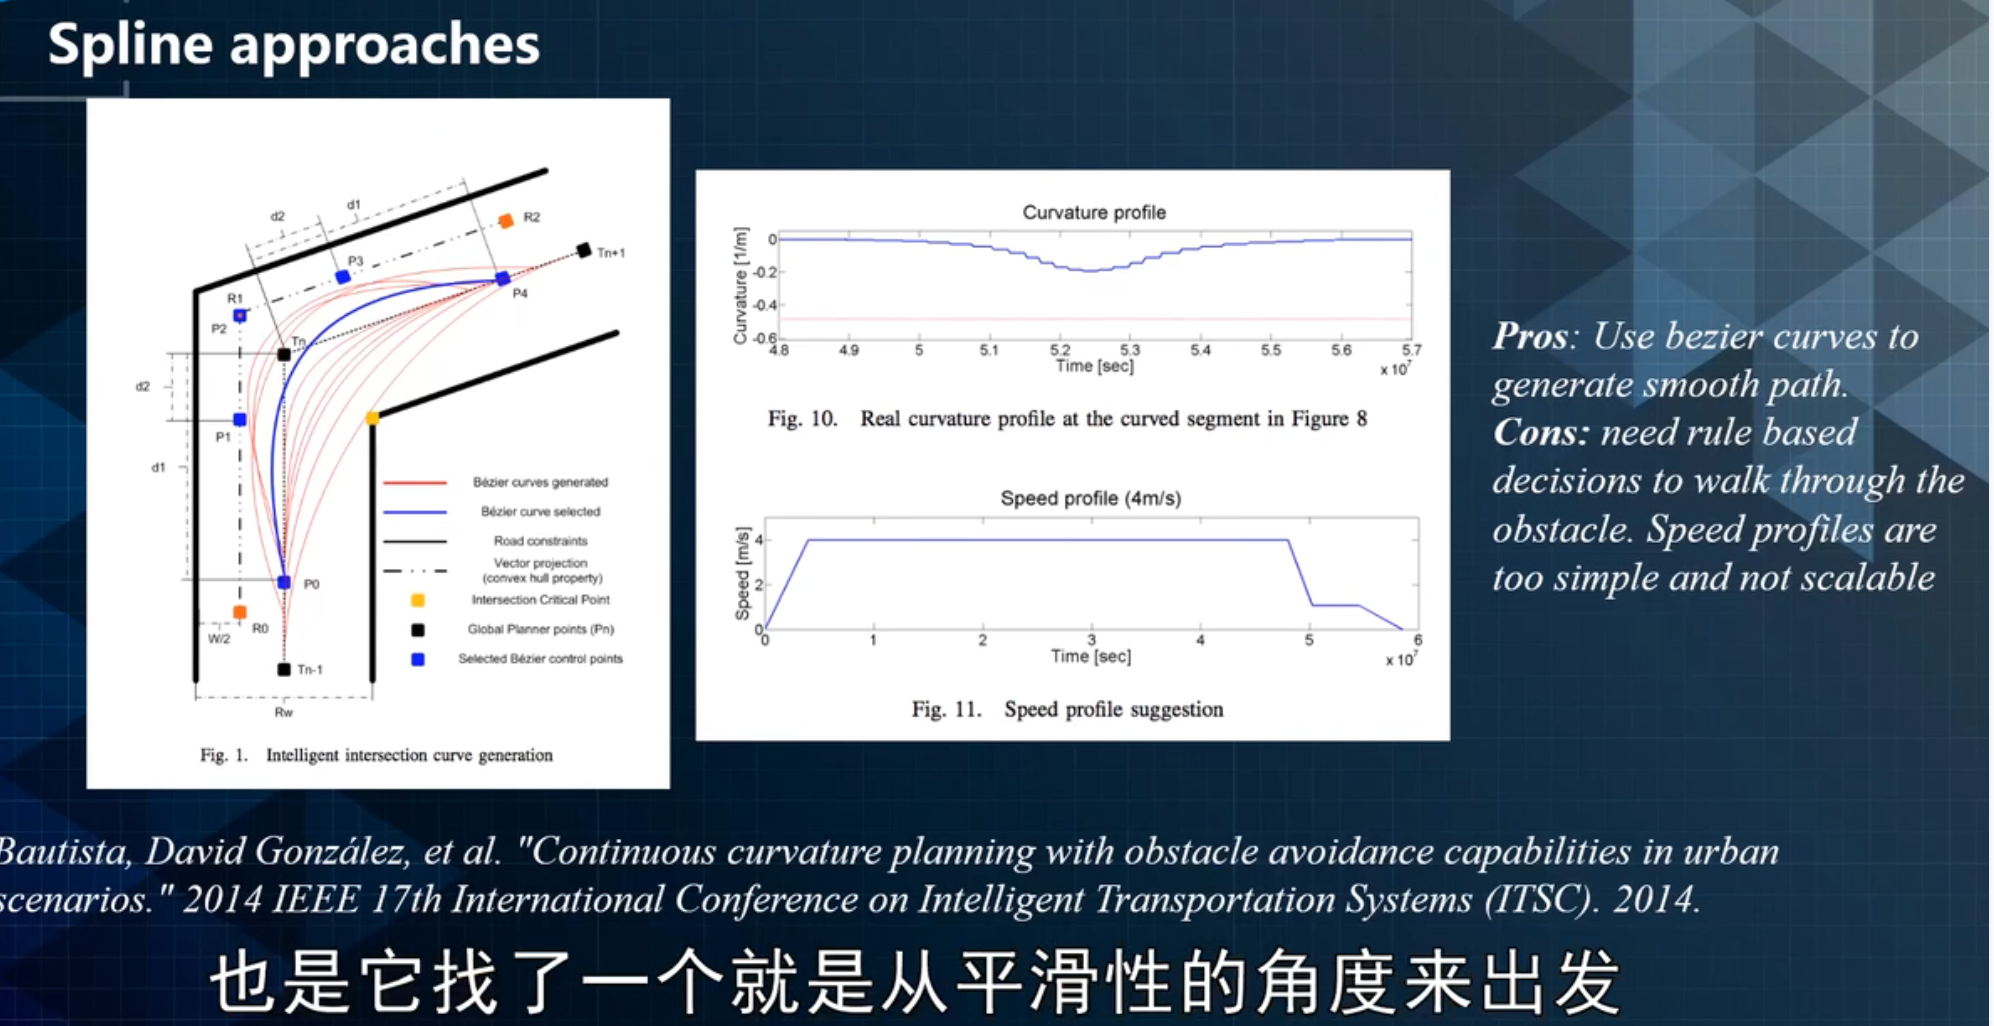 Spline approaches
d1
d2
R2
Tn+1
P3
P4
R1
P2
Tn
d2
P1
d1
Bézier curves generated
Bézier curve selected
Road constraints
Vector projection
(convex hull property)
Intersection Critical Point
Global Planner points (Pn)
Selected Bézier control points
P0
R0
W/2
Tn-1
Rw
Fig. 1. Intelligent intersection curve generation
Curvature profile
Curvature [1/m]
0
-0.2
-0.4
-0.6
4.8 4.9 5 5.1 5.2 5.3 5.4 5.5 5.6 5.7
Time [sec]
x 10⁷
Fig. 10. Real curvature profile at the curved segment in Figure 8
Speed profile (4m/s)
Speed [m/s]
4
2
0
0 1 2 3 4 5 6
Time [sec]
x 10⁷
Fig. 11. Speed profile suggestion
Pros: Use bezier curves to
generate smooth path.
Cons: need rule based
decisions to walk through the
obstacle. Speed profiles are
too simple and not scalable
Bautista, David González, et al. "Continuous curvature planning with obstacle avoidance capabilities in urban
scenarios." 2014 IEEE 17th International Conference on Intelligent Transportation Systems (ITSC). 2014.
也是它找了一个就是从平滑性的角度来出发